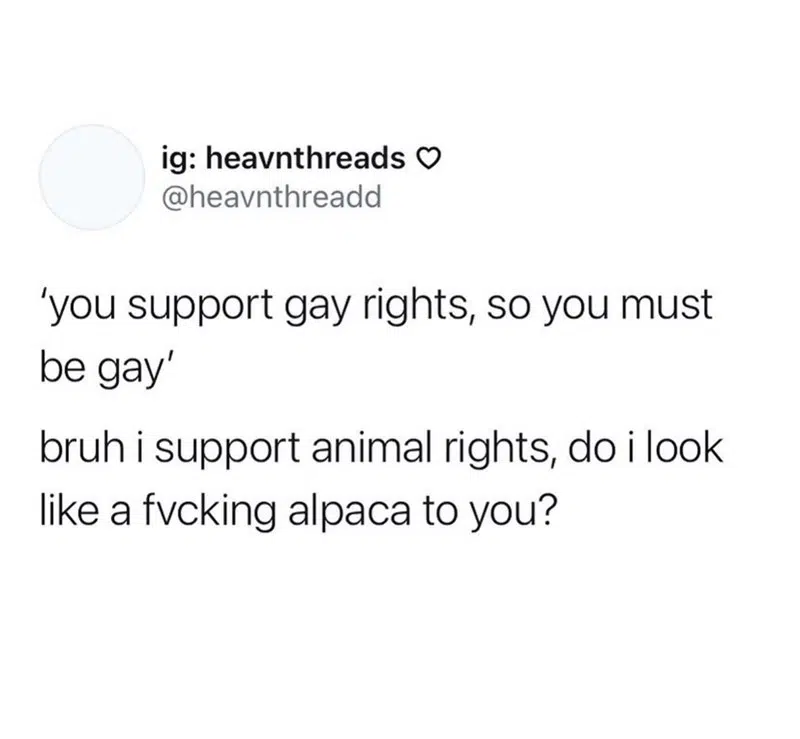 ig: heavnthreads ♡
@heavnthreadd
‘you support gay rights, so you must
be gay’
bruh i support animal rights, do i look
like a fvcking alpaca to you?